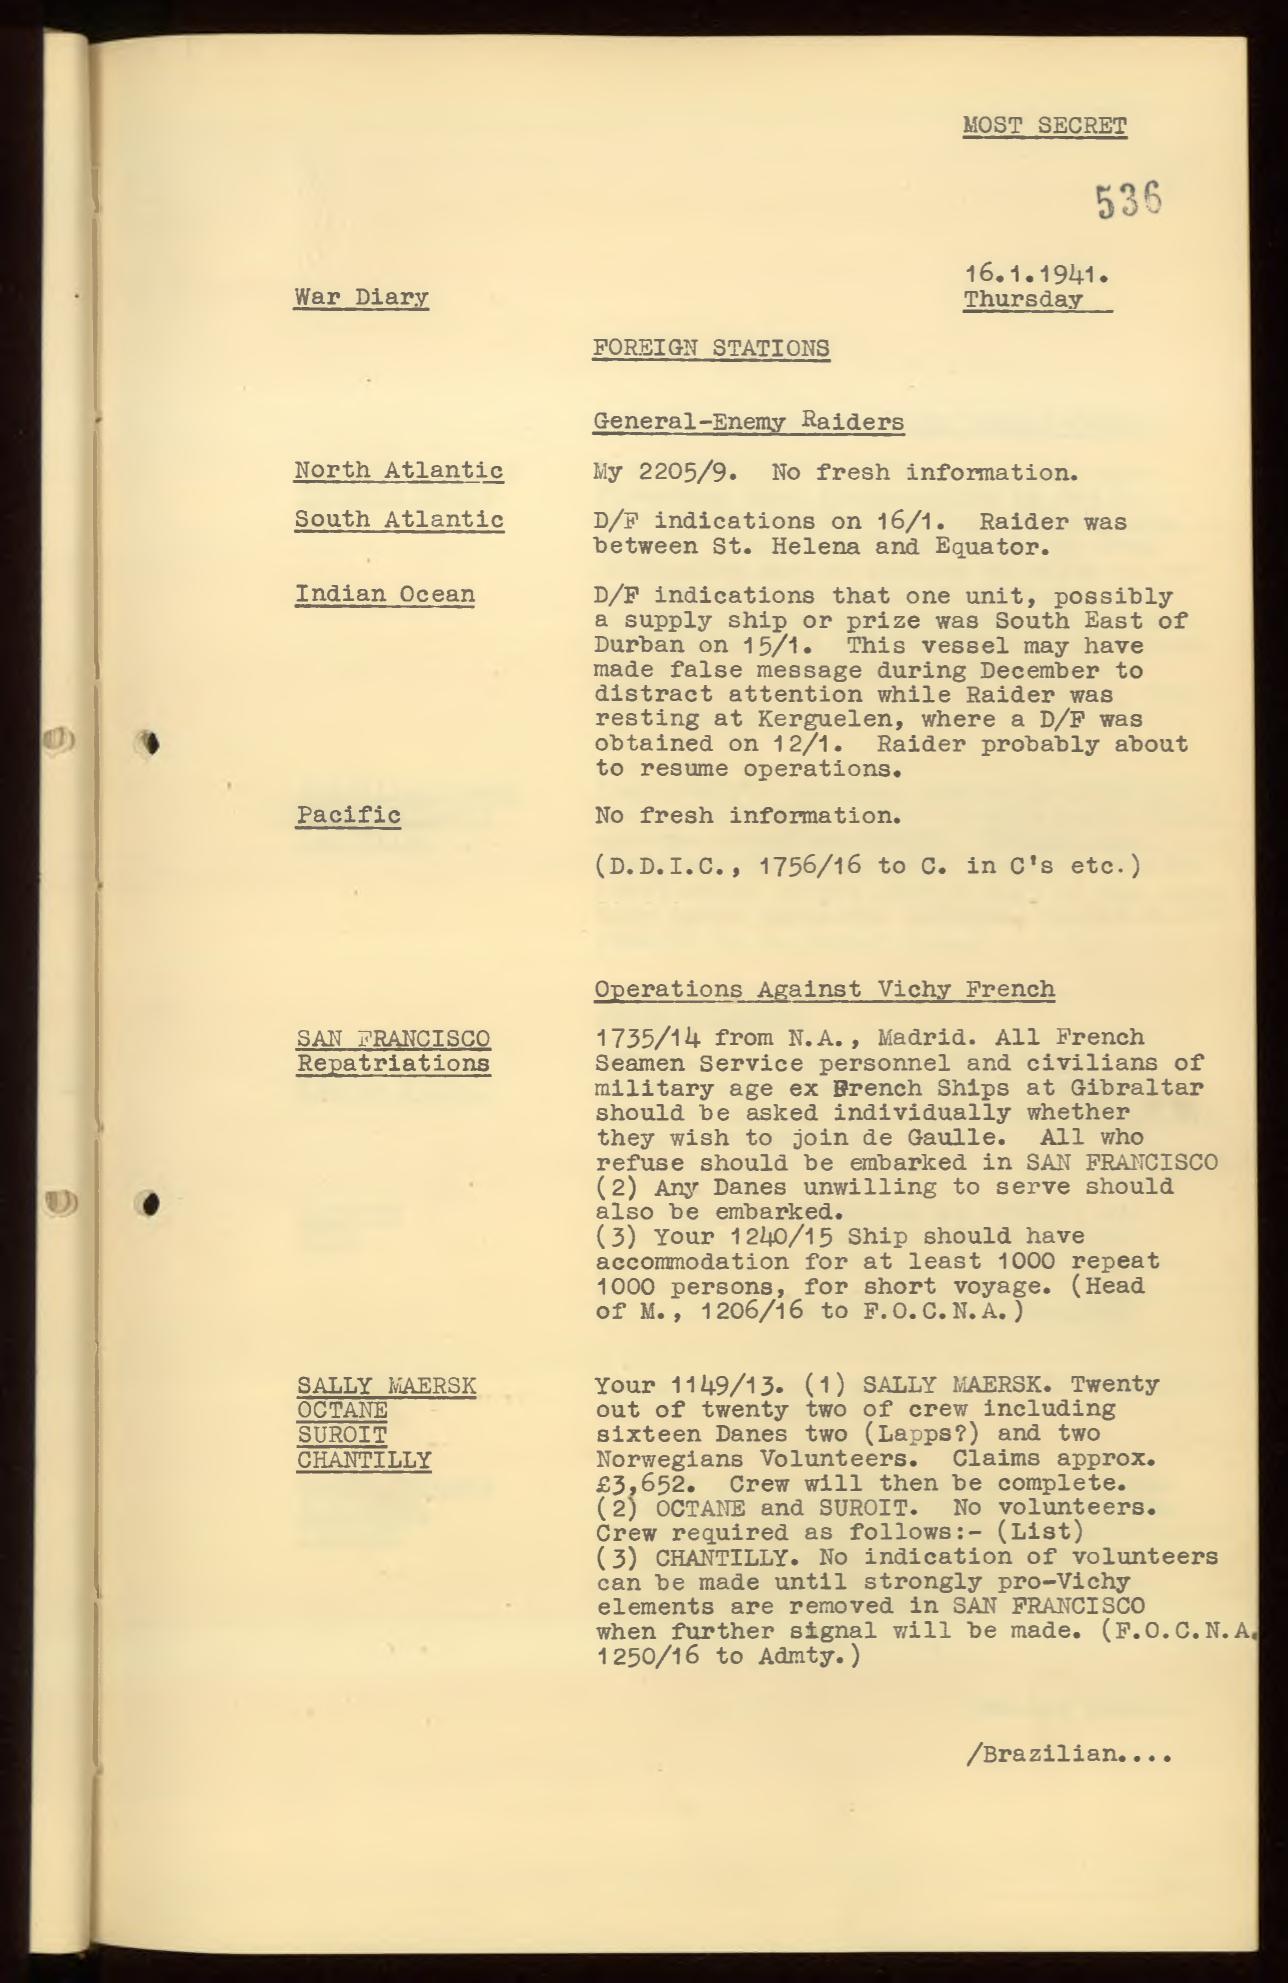 MOST SECRET
536
16.1.1941.
War Diary
Thursday
FOREIGN STATIONS
General-Enemy Raiders
North Atlantic
My 2205/9. No fresh information.
South Atlantic
D/F indications on 16/1. Raider was
between St. Helena and Equator.
Indian Ocean
D/F indications that one unit, possibly
a supply ship or prize was South East of
Durban on 15/1. This vessel may have
made false message during December to
distract attention while Raider was
resting at Kerguelen, where a D/F was
obtained on 12/1. Raider probably about
to resume operations.
Pacific
No fresh information.
(D.D.I.C., 1756/16 to C. in C's etc.)
Operations Against Vichy French
SAN FRANCISCO
Repatriations
1735/14 from N.A., Madrid. All French
Seamen Service personnel and civilians of
military age ex French Ships at Gibraltar
should be asked individually whether
they wish to join de Gaulle. All who
refuse should be embarked in SAN FRANCISCO
(2) Any Danes unwilling to serve should
also be embarked.
(3) Your 1240/15 Ship should have
accommodation for at least 1000 repeat
1000 persons, for short voyage. (Head
of M., 1206/16 to F.O.C.N.A.)
SALLY MAERSK
OCTANE
SUROIT
CHANTILLY
Your 1149/13. (1) SALLY MAERSK. Twenty
out of twenty two of crew including
sixteen Danes two (Lapps?) and two
Norwegians Volunteers. Claims approx.
£3,652. Crew will then be complete.
(2) OCTANE and SUROIT. No volunteers.
Crew required as follows:- (List)
(3) CHANTILLY. No indication of volunteers
can be made until strongly pro-Vichy
elements are removed in SAN FRANCISCO
when further signal will be made. (F.O.C.N.A.
1250/16 to Admty.)
/Brazilian....